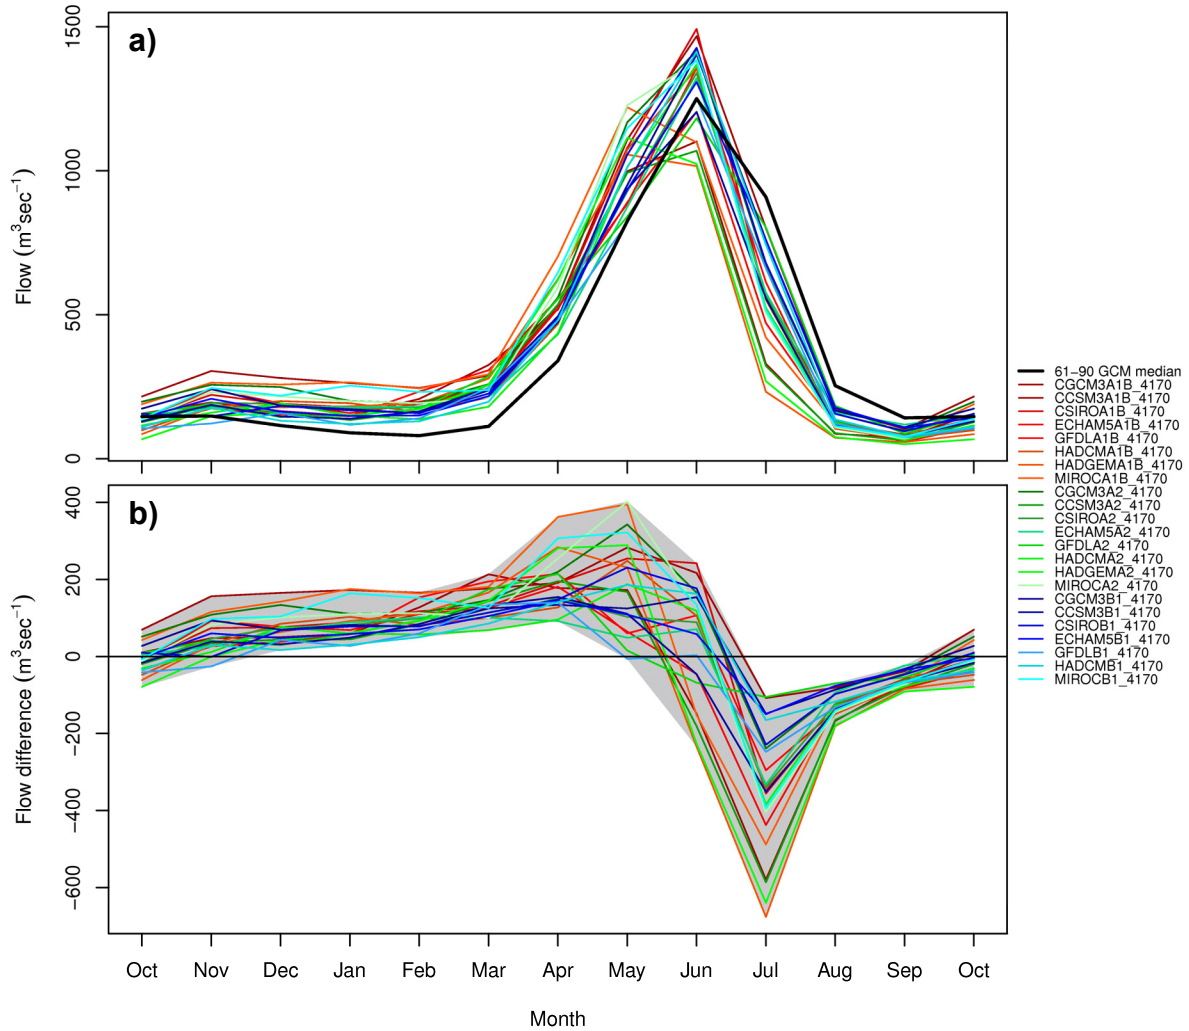 a)
1500
1000
500
0
Flow (m³sec⁻¹)
61−90 GCM median
CGCM3A1B_4170
CCSM3A1B_4170
CSIROA1B_4170
ECHAM5A1B_4170
GFDLA1B_4170
HADCMA1B_4170
HADGEMA1B_4170
MIROCA1B_4170
CGCM3A2_4170
CCSM3A2_4170
CSIROA2_4170
ECHAM5A2_4170
GFDLA2_4170
HADCMA2_4170
HADGEMA2_4170
MIROCA2_4170
CGCM3B1_4170
CCSM3B1_4170
CSIROB1_4170
ECHAM5B1_4170
GFDLB1_4170
HADCMB1_4170
MIROCB1_4170
b)
400
200
0
−200
−400
−600
Flow difference (m³sec⁻¹)
Oct Nov Dec Jan Feb Mar Apr May Jun Jul Aug Sep Oct
Month